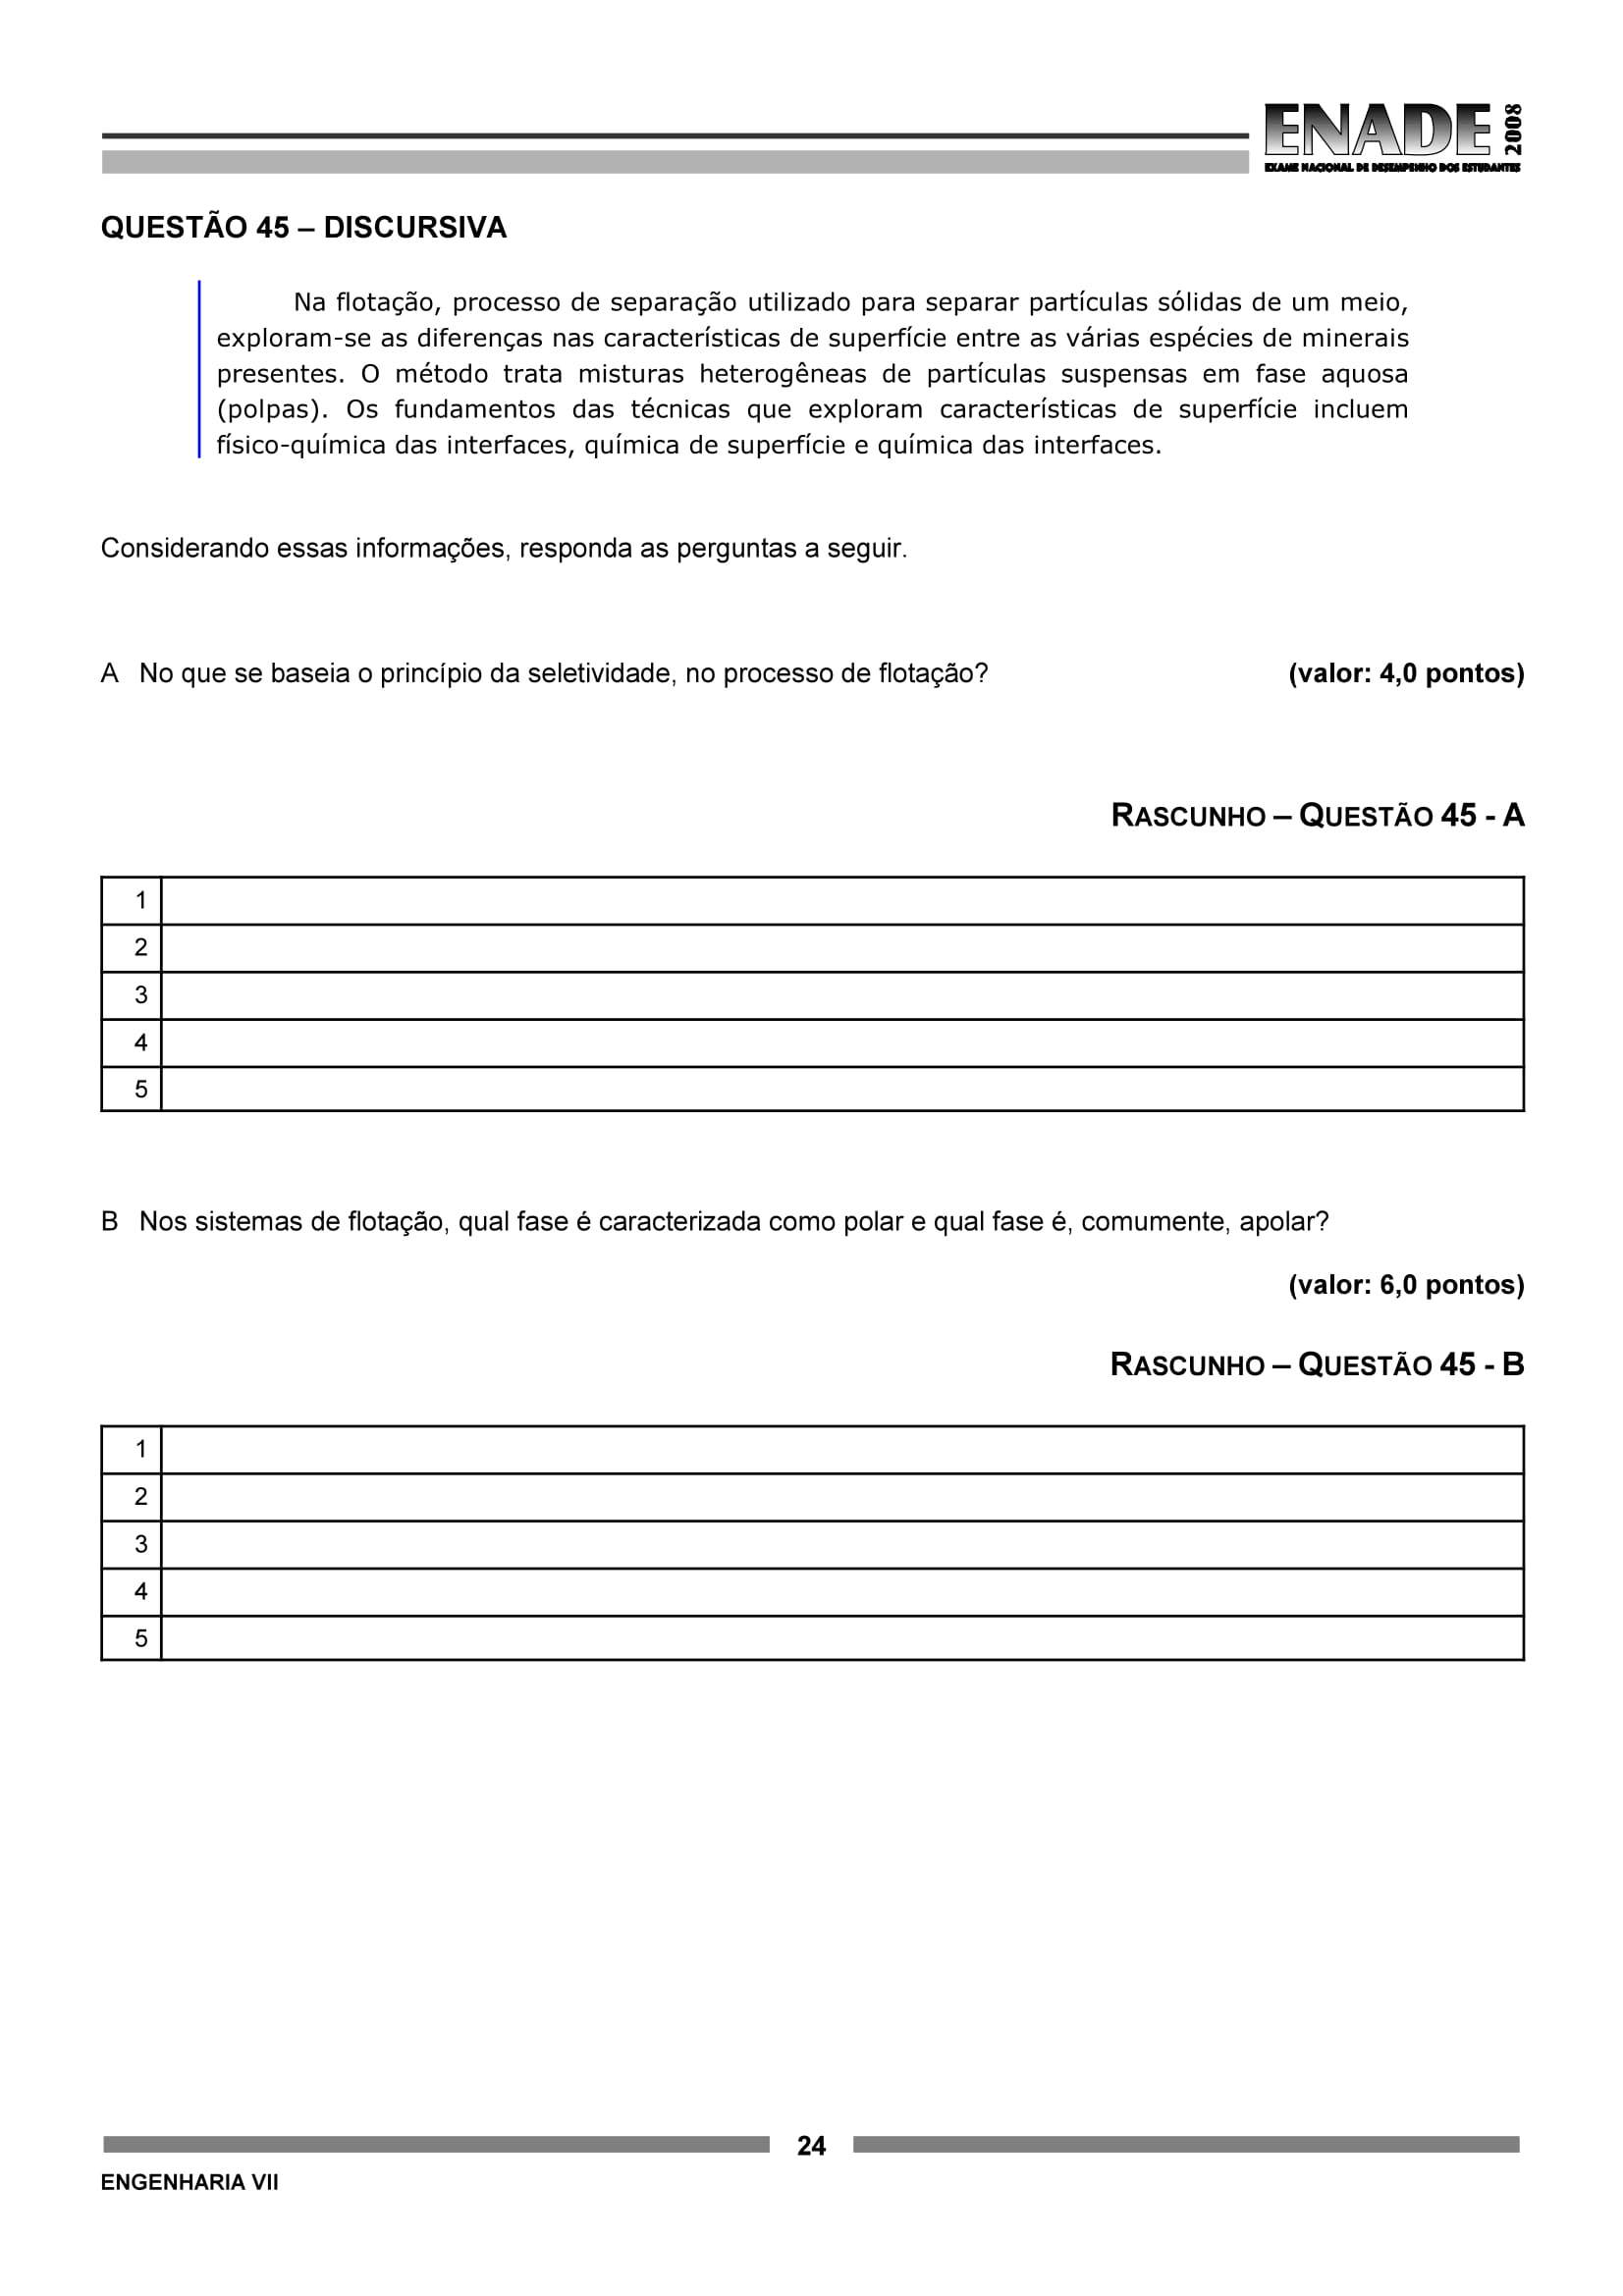 ENADE 2008
EXAME NACIONAL DE DESEMPENHO DOS ESTUDANTES
QUESTÃO 45 – DISCURSIVA
Na flotação, processo de separação utilizado para separar partículas sólidas de um meio,
exploram-se as diferenças nas características de superfície entre as várias espécies de minerais
presentes. O método trata misturas heterogêneas de partículas suspensas em fase aquosa
(polpas). Os fundamentos das técnicas que exploram características de superfície incluem
físico-química das interfaces, química de superfície e química das interfaces.
Considerando essas informações, responda as perguntas a seguir.
A No que se baseia o princípio da seletividade, no processo de flotação? (valor: 4,0 pontos)
RASCUNHO – QUESTÃO 45 - A
1
2
3
4
5
B Nos sistemas de flotação, qual fase é caracterizada como polar e qual fase é, comumente, apolar?
(valor: 6,0 pontos)
RASCUNHO – QUESTÃO 45 - B
1
2
3
4
5
24
ENGENHARIA VII